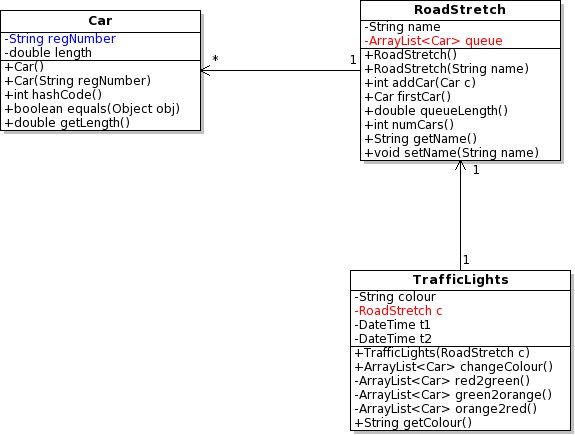 Car
-String regNumber
-double length
+Car()
+Car(String regNumber)
+int hashCode()
+boolean equals(Object obj)
+double getLength()
*
1
RoadStretch
-String name
-ArrayList<Car> queue
+RoadStretch()
+RoadStretch(String name)
+int addCar(Car c)
+Car firstCar()
+double queueLength()
+int numCars()
+String getName()
+void setName(String name)
1
1
TrafficLights
-String colour
-RoadStretch c
-DateTime t1
-DateTime t2
+TrafficLights(RoadStretch c)
+ArrayList<Car> changeColour()
-ArrayList<Car> red2green()
-ArrayList<Car> green2orange()
-ArrayList<Car> orange2red()
+String getColour()